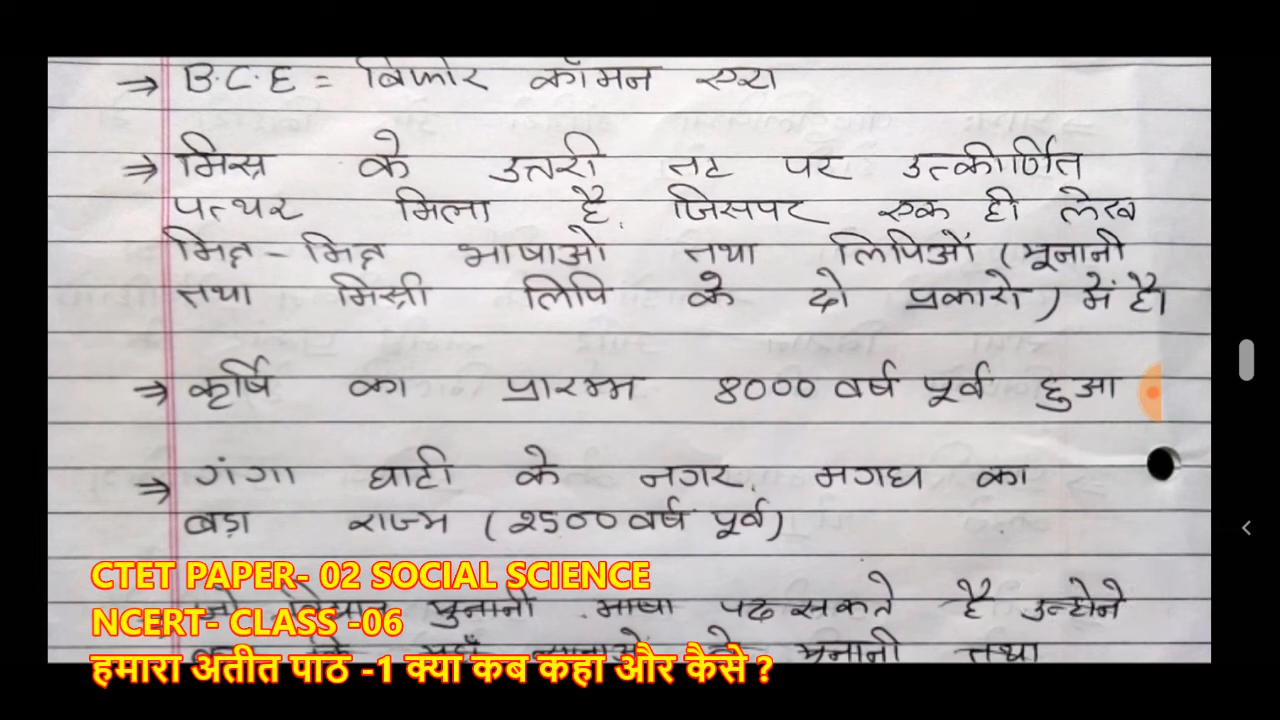 ⇒ B.C.E = बिफोर कॉमन एरा
⇒ मिस्र के उत्तरी तट पर उत्कीर्णित
पत्थर मिला है जिसपर एक ही लेख
भिन्न-भिन्न भाषाओ तथा लिपिओं (यूनानी
तथा मिस्री लिपि के दो प्रकारो) में है।
⇒ कृर्षि का प्रारम्भ 8000 वर्ष पूर्व हुआ
⇒ गंगा घाटी के नगर, मगध का
बड़ा राज्य (2500 वर्ष पूर्व)
यूनानी भाषा पढ सकते है उन्होने
यूनानी तथा
CTET PAPER- 02 SOCIAL SCIENCE
NCERT- CLASS -06
हमारा अतीत पाठ -1 क्या कब कहा और कैसे ?